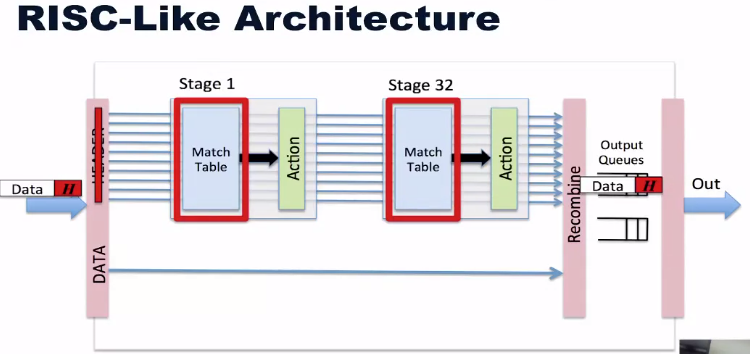 RISC-Like Architecture
Stage 1
Stage 32
HEADER
Match
Table
Action
Match
Table
Action
Output
Queues
Data H
Data H
Out
Recombine
DATA